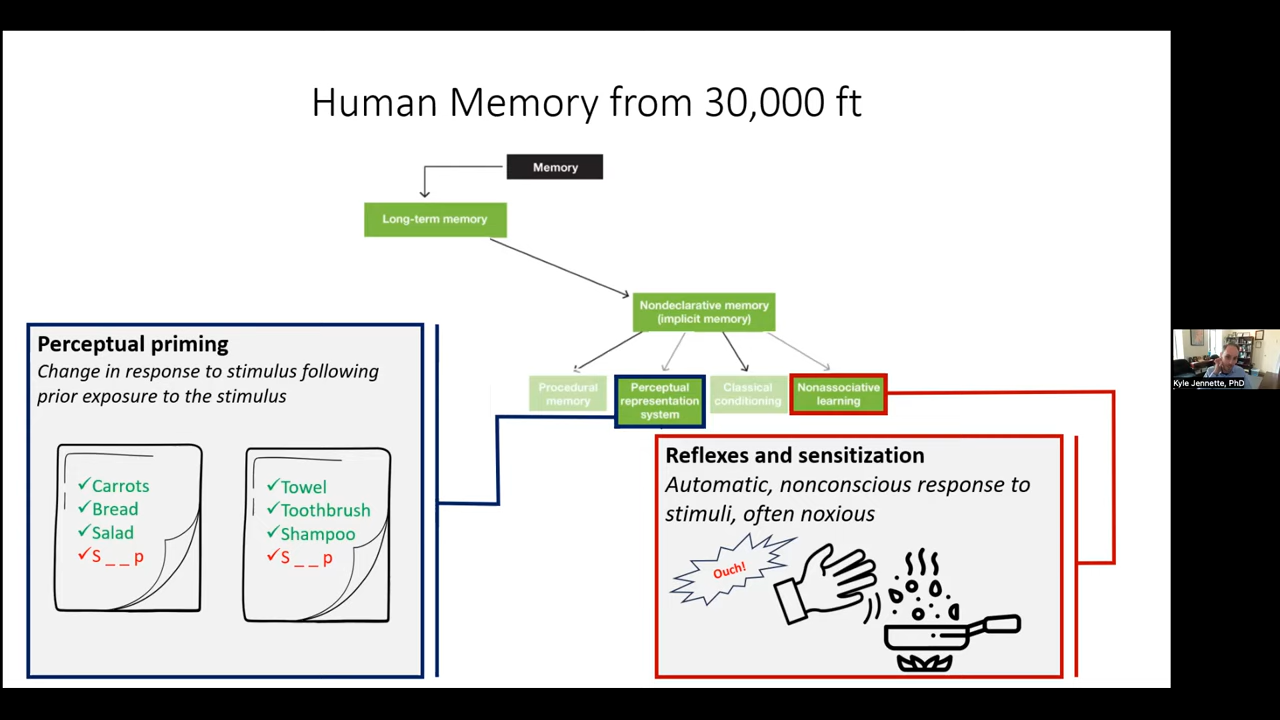 Human Memory from 30,000 ft
Memory
Long-term memory
Nondeclarative memory
(implicit memory)
Procedural
memory
Perceptual
representation
system
Classical
conditioning
Nonassociative
learning
Perceptual priming
Change in response to stimulus following
prior exposure to the stimulus
✓Carrots
✓Bread
✓Salad
✓S _ _ p
✓Towel
✓Toothbrush
✓Shampoo
✓S _ _ p
Reflexes and sensitization
Automatic, nonconscious response to
stimuli, often noxious
Ouch!
Kyle Jennette, PhD